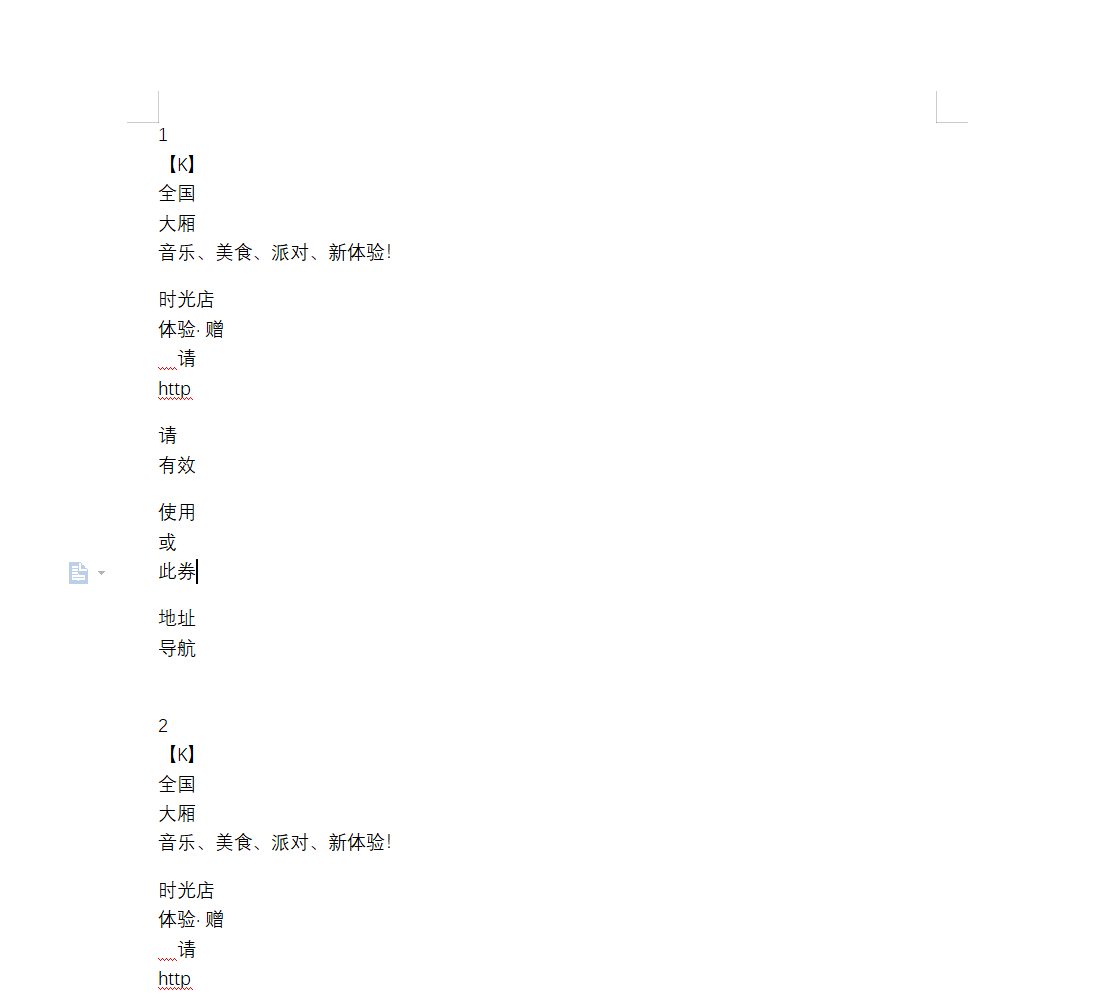 1
【K】
全国
大厢
音乐、美食、派对、新体验！
时光店
体验· 赠
请
http
请
有效
使用
或
此券
地址
导航
2
【K】
全国
大厢
音乐、美食、派对、新体验！
时光店
体验· 赠
请
http